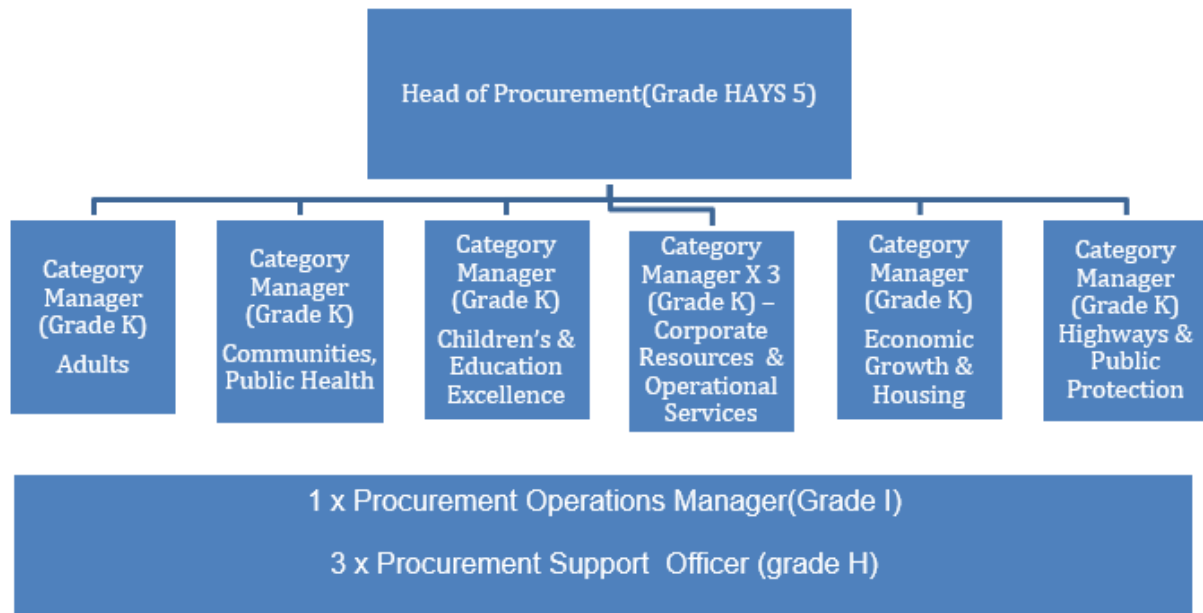 Head of Procurement(Grade HAYS 5)
Category
Manager
(Grade K)
Adults
Category
Manager
(Grade K)
Communities,
Public Health
Category
Manager
(Grade K)
Children’s &
Education
Excellence
Category
Manager X 3
(Grade K) –
Corporate
Resources &
Operational
Services
Category
Manager
(Grade K)
Economic
Growth &
Housing
Category
Manager
(Grade K)
Highways &
Public
Protection
1 x Procurement Operations Manager(Grade I)
3 x Procurement Support Officer (grade H)